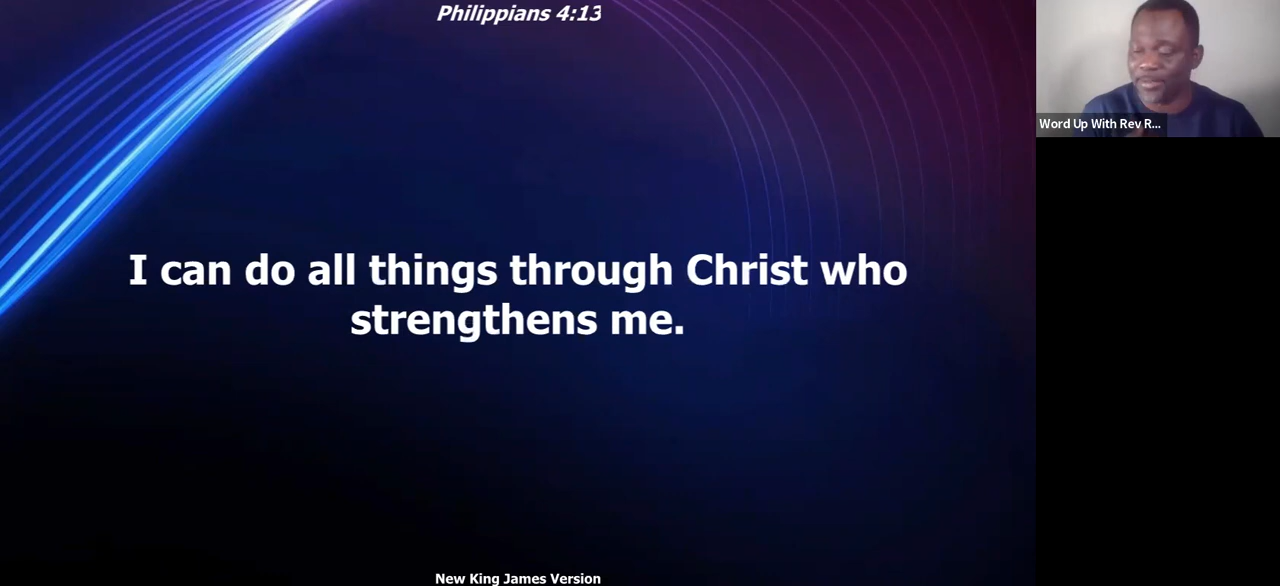 Philippians 4:13
Word Up With Rev R...
I can do all things through Christ who
strengthens me.
New King James Version